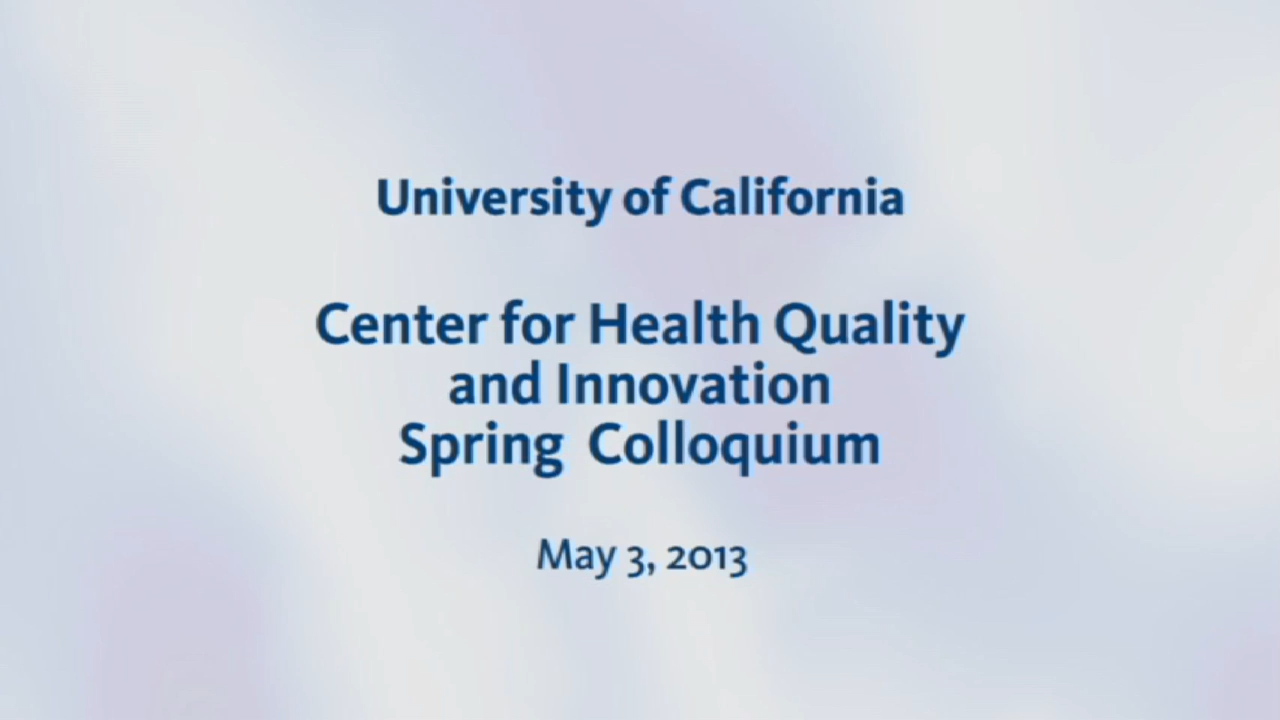 University of California
Center for Health Quality
and Innovation
Spring Colloquium
May 3, 2013